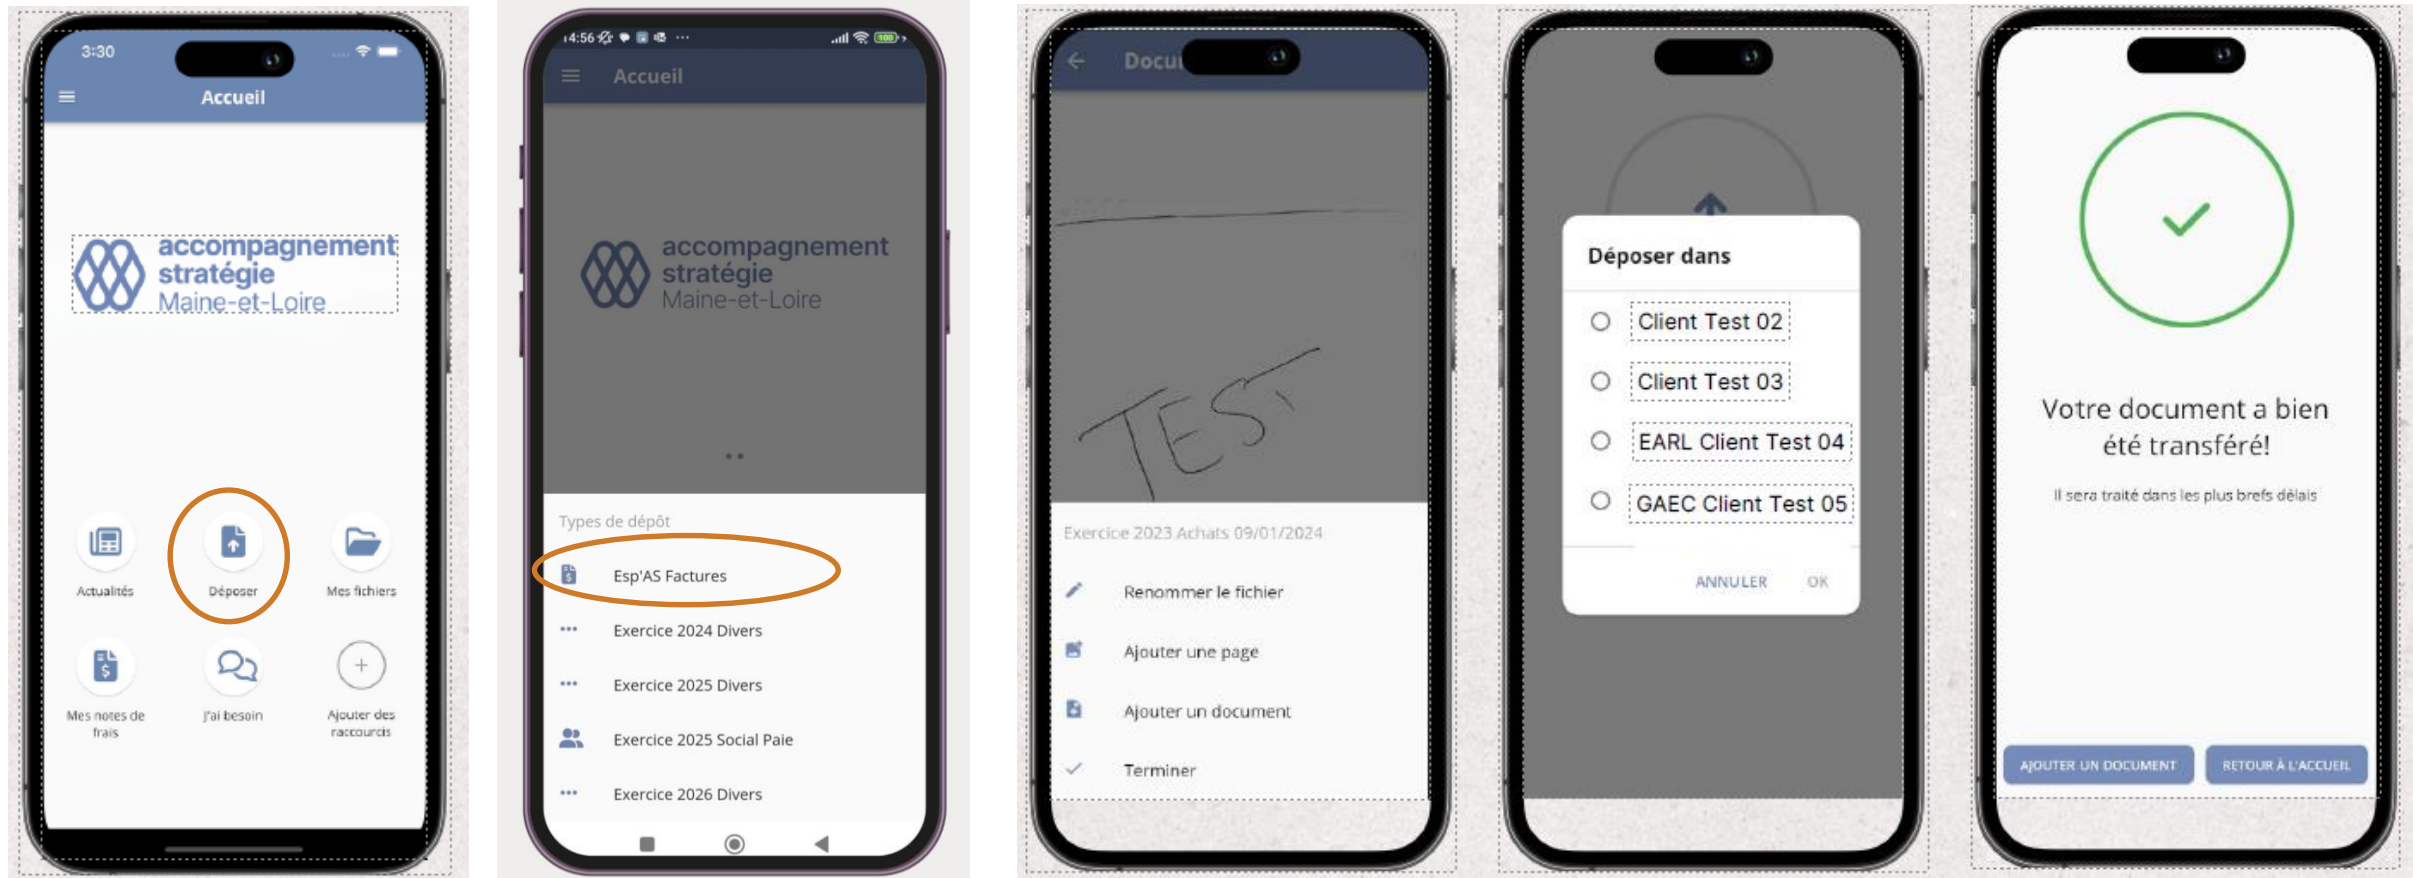 3:30
Accueil
accompagnement
stratégie
Maine-et-Loire
Actualités
Déposer
Mes fichiers
Mes notes de
frais
J'ai besoin
Ajouter des
raccourcis
14:56
100
Accueil
accompagnement
stratégie
Maine-et-Loire
Types de dépôt
Esp'AS Factures
Exercice 2024 Divers
Exercice 2025 Divers
Exercice 2025 Social Paie
Exercice 2026 Divers
Docu
TEST
Exercice 2023 Achats 09/01/2024
Renommer le fichier
Ajouter une page
Ajouter un document
Terminer
Déposer dans
Client Test 02
Client Test 03
EARL Client Test 04
GAEC Client Test 05
ANNULER OK
Votre document a bien
été transféré!
Il sera traité dans les plus brefs délais
AJOUTER UN DOCUMENT
RETOUR À L'ACCUEIL